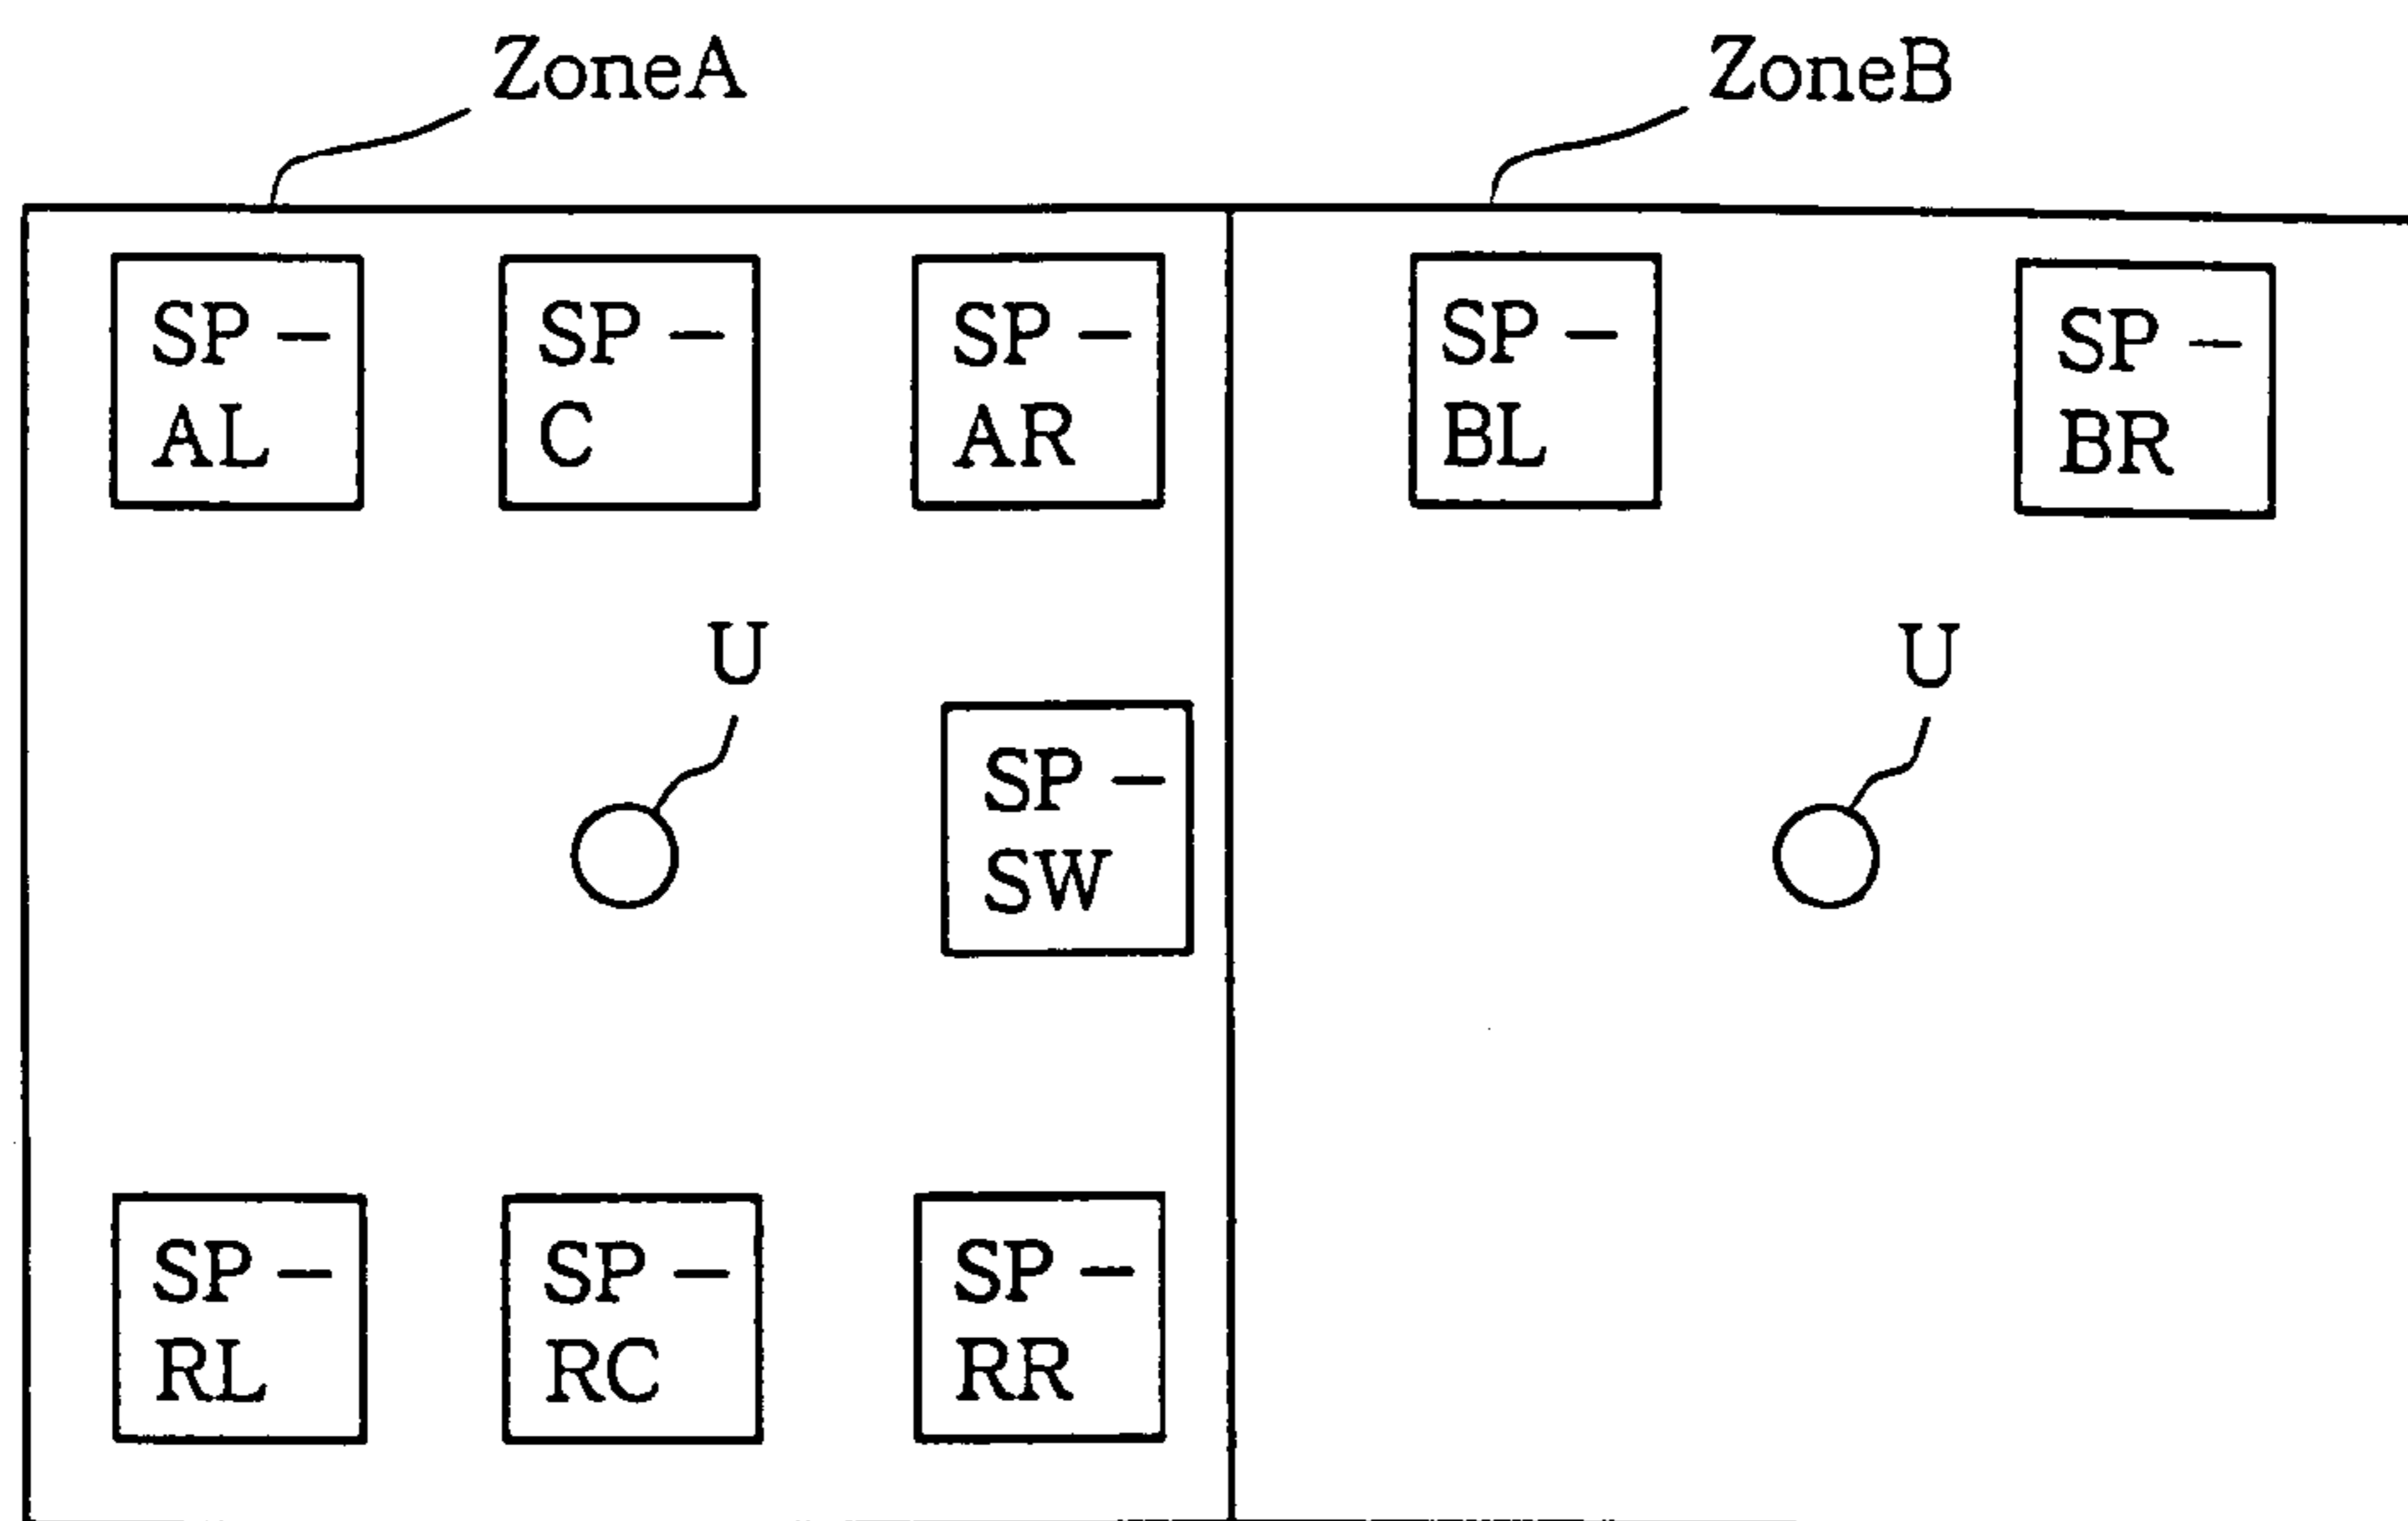 ZoneA
ZoneB
SP-
AL
SP-
C
SP-
AR
SP-
BL
SP-
BR
U
U
SP-
SW
SP-
RL
SP-
RC
SP-
RR